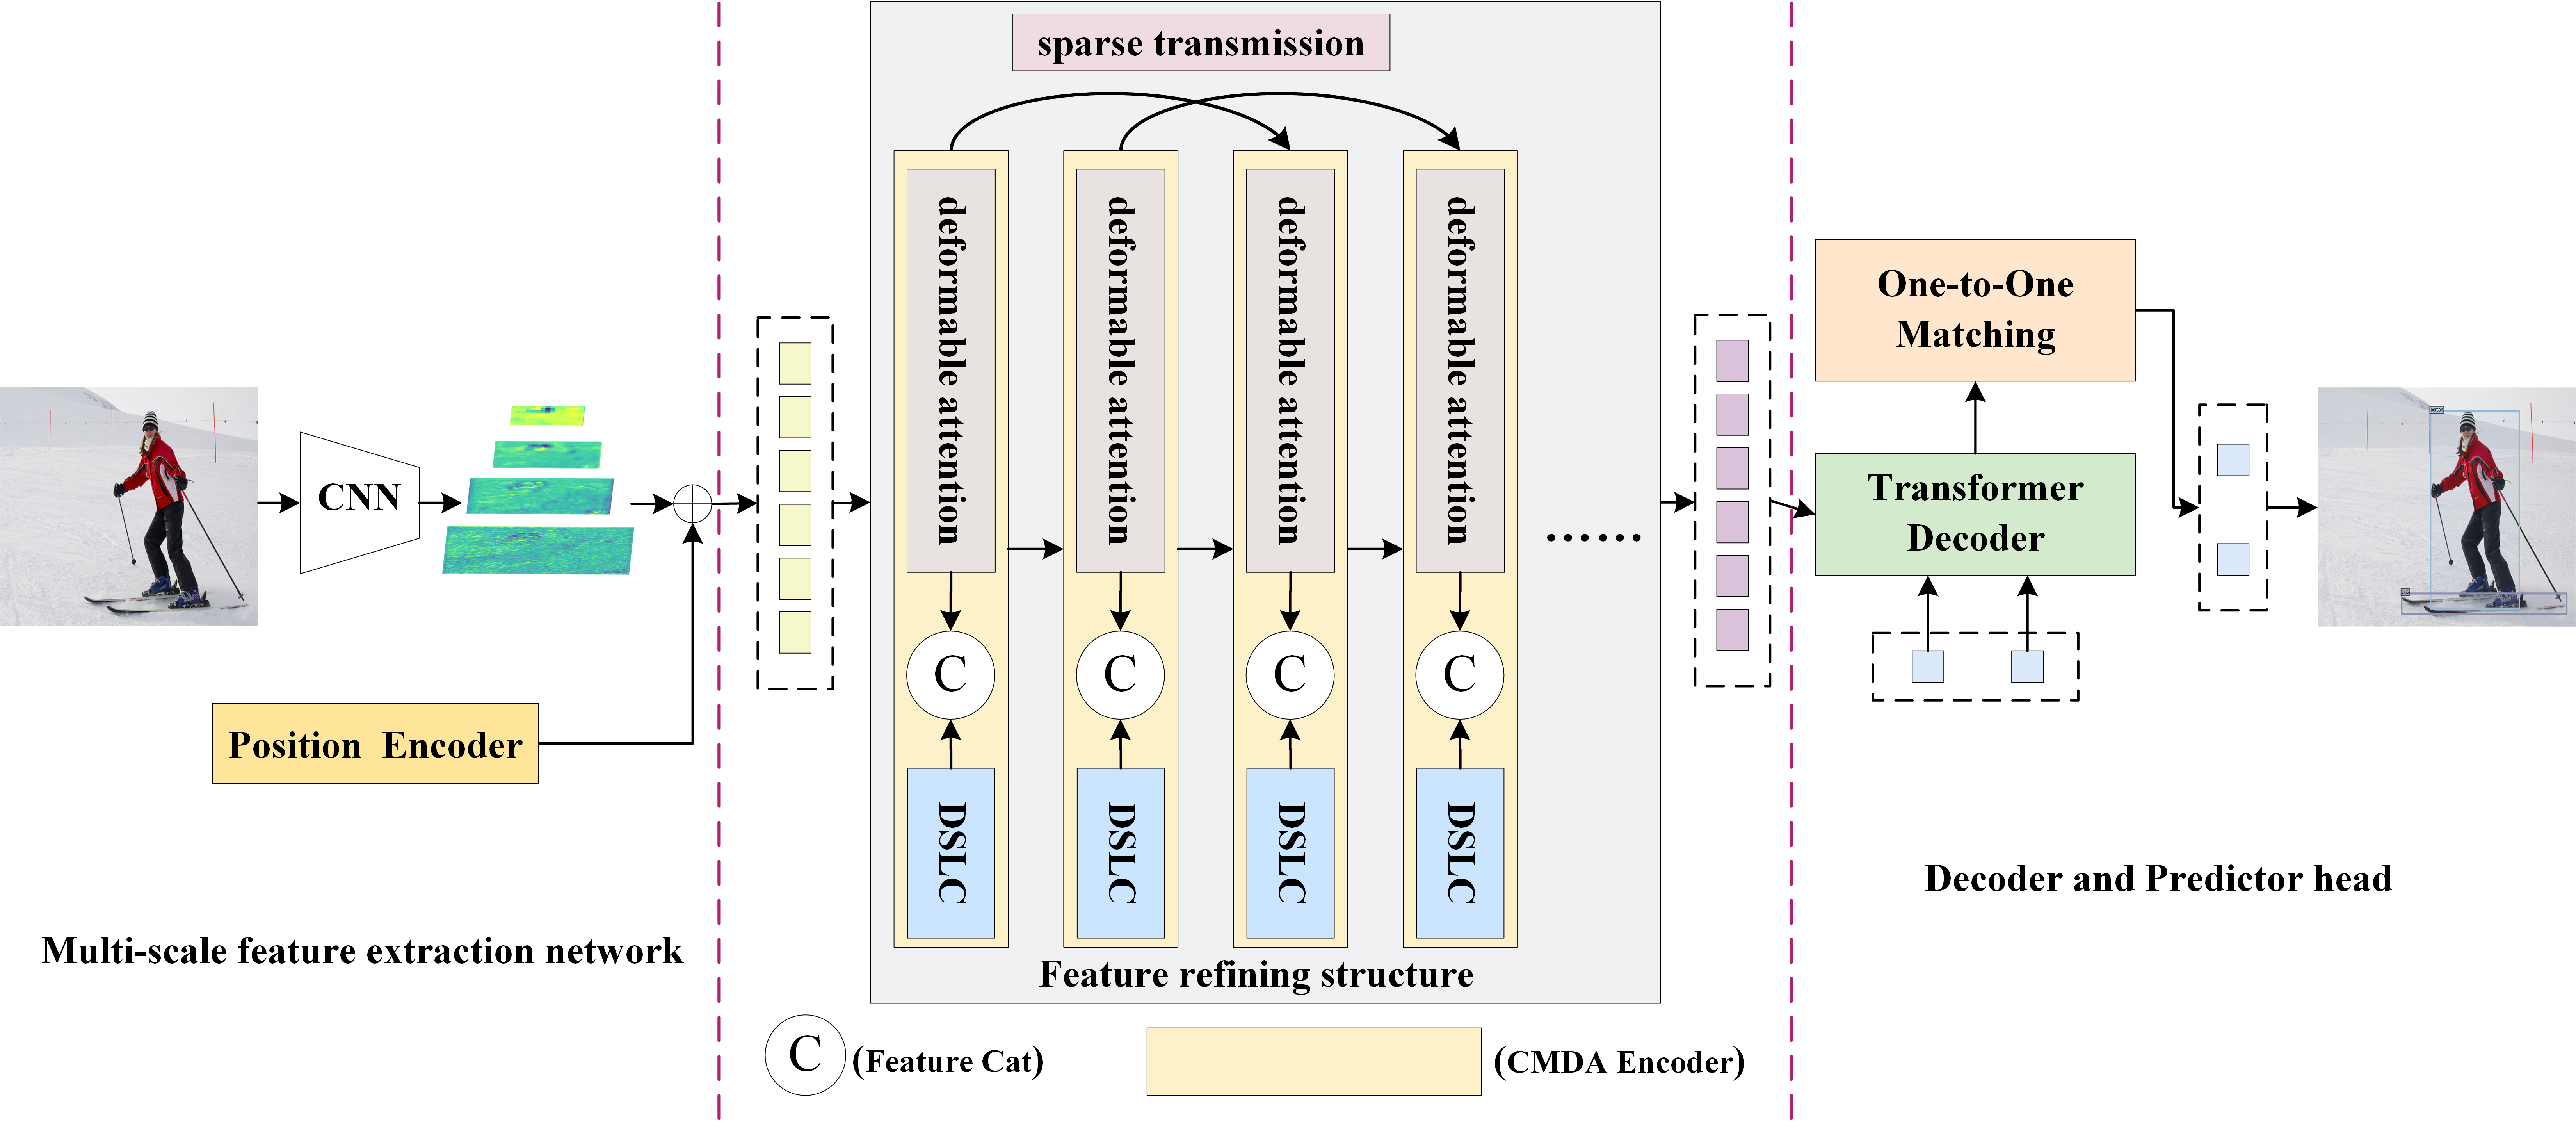 sparse transmission
deformable attention
deformable attention
deformable attention
deformable attention
CNN
C
C
C
C
DSLC
DSLC
DSLC
DSLC
Position Encoder
Multi-scale feature extraction network
Feature refining structure
C (Feature Cat)
(CMDA Encoder)
One-to-One
Matching
Transformer
Decoder
person
Decoder and Predictor head